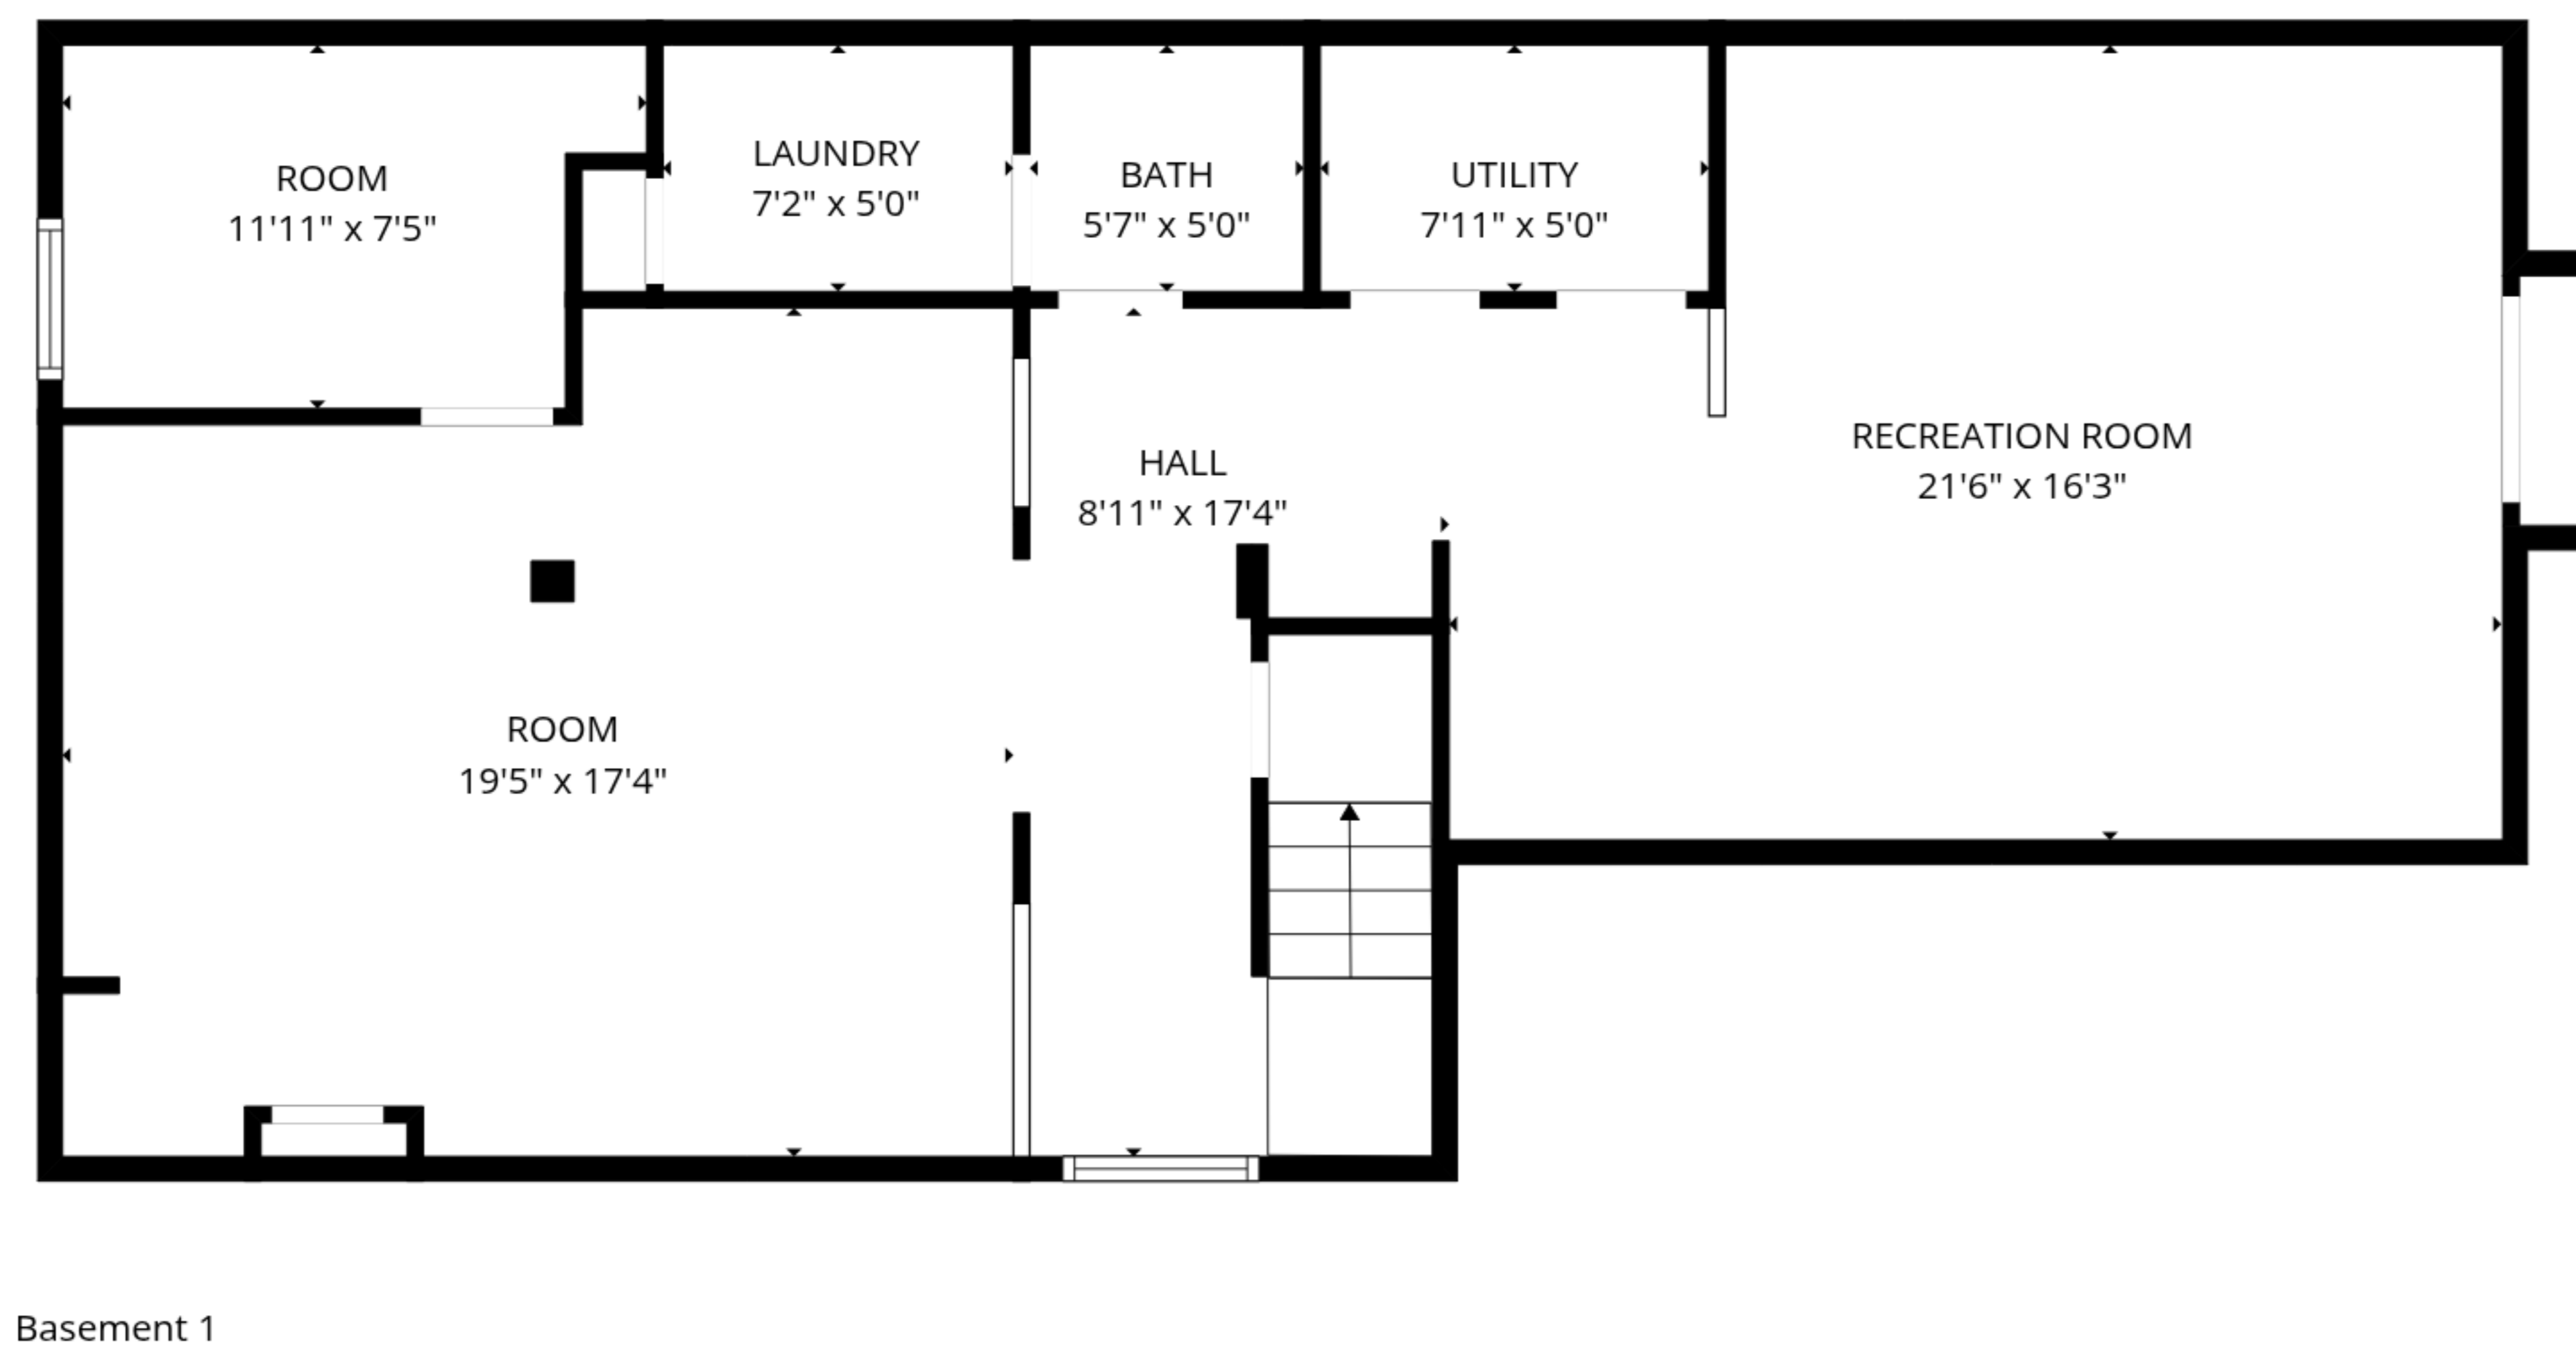 ROOM
11'11" x 7'5"
LAUNDRY
7'2" x 5'0"
BATH
5'7" x 5'0"
UTILITY
7'11" x 5'0"
HALL
8'11" x 17'4"
RECREATION ROOM
21'6" x 16'3"
ROOM
19'5" x 17'4"
Basement 1